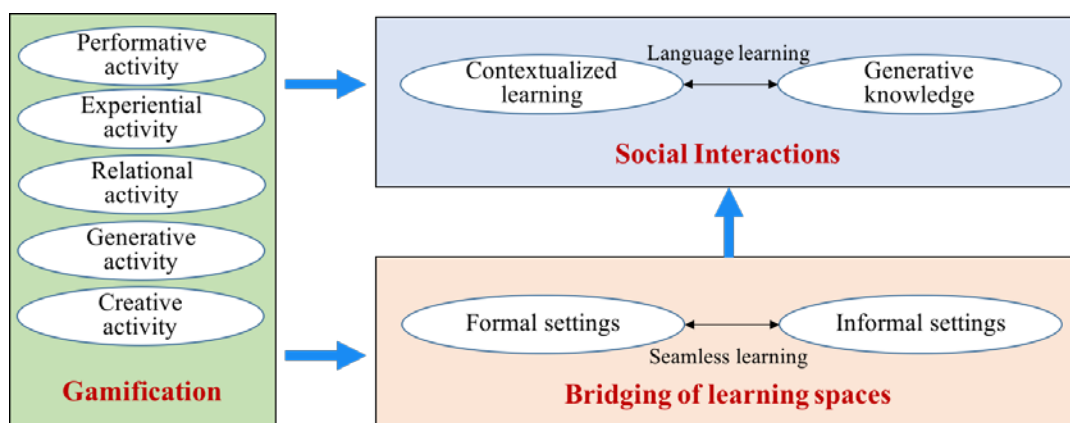 Performative
activity
Experiential
activity
Relational
activity
Generative
activity
Creative
activity
Gamification
Language learning
Contextualized
learning
Generative
knowledge
Social Interactions
Formal settings
Informal settings
Seamless learning
Bridging of learning spaces